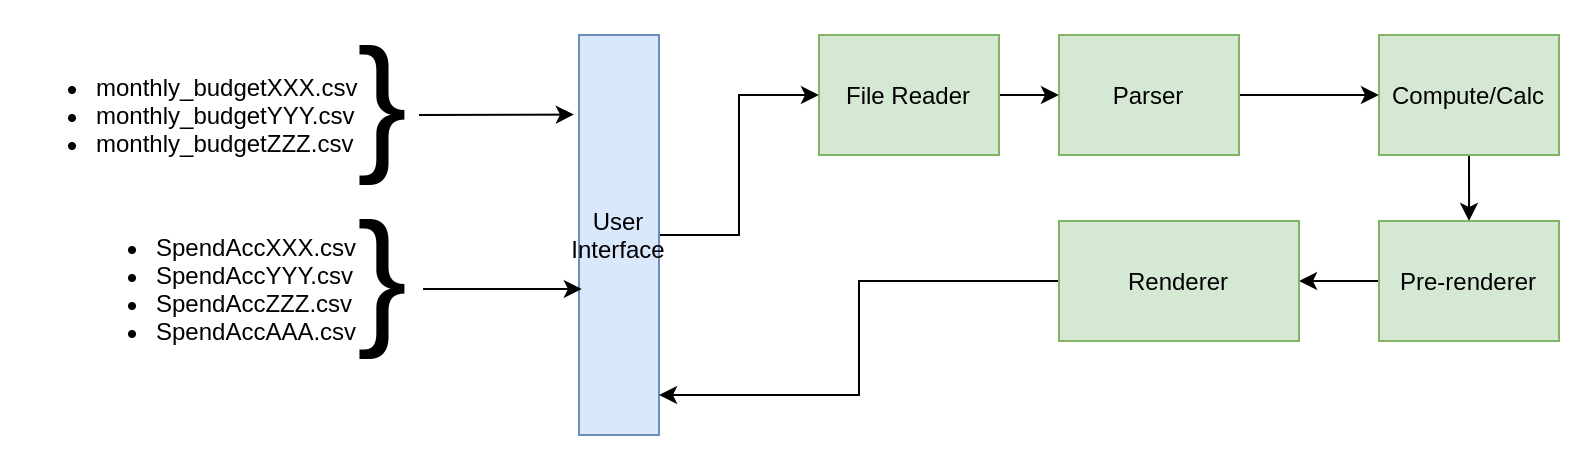 monthly_budgetXXX.csv
monthly_budgetYYY.csv
monthly_budgetZZZ.csv
}
SpendAccXXX.csv
SpendAccYYY.csv
SpendAccZZZ.csv
SpendAccAAA.csv
}
User
Interface
File Reader
Parser
Compute/Calc
Renderer
Pre-renderer